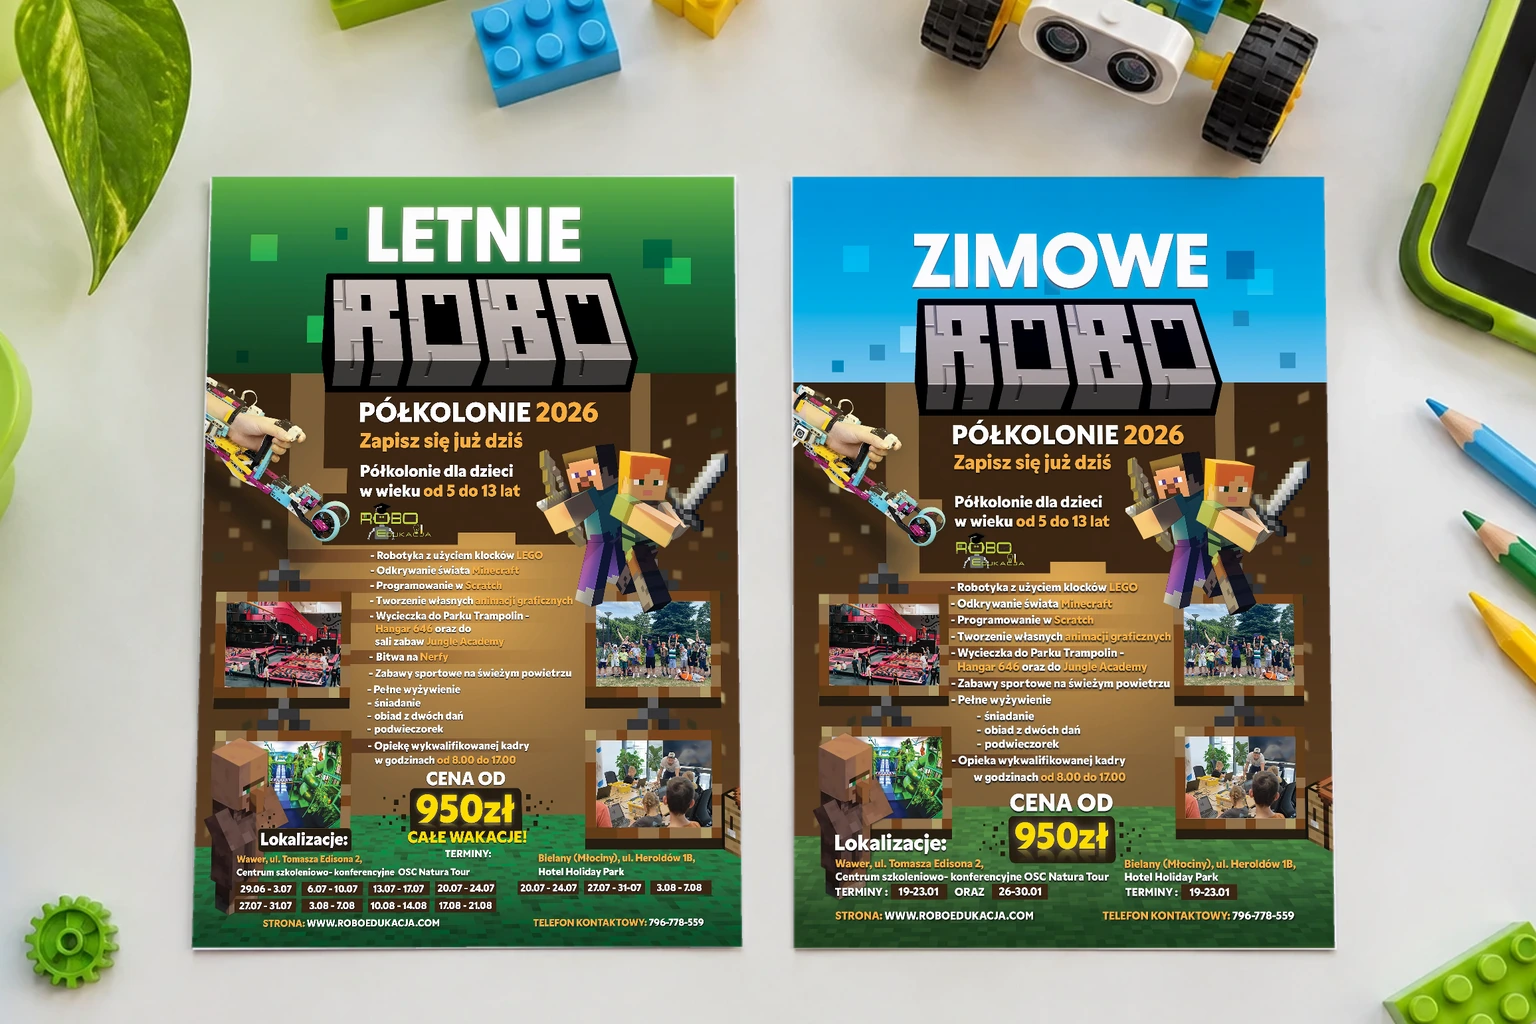 LETNIE
ROBO
PÓŁKOLONIE 2026
Zapisz się już dziś
Półkolonie dla dzieci
w wieku od 5 do 13 lat
ROBO
EDUKACJA
- Robotyka z użyciem klocków LEGO
- Odkrywanie świata Minecraft
- Programowanie w Scratch
- Tworzenie własnych animacji graficznych
- Wycieczka do Parku Trampolin -
Hangar 646 oraz do
sali zabaw Jungle Academy
- Bitwa na Nerfy
- Zabawy sportowe na świeżym powietrzu
- Pełne wyżywienie
- śniadanie
- obiad z dwóch dań
- podwieczorek
- Opiekę wykwalifikowanej kadry
w godzinach od 8.00 do 17.00
CENA OD
950zł
CAŁE WAKACJE!
Lokalizacje:
TERMINY:
Wawer, ul. Tomasza Edisona 2,
Centrum szkoleniowo- konferencyjne OSC Natura Tour
29.06 - 3.07 6.07 - 10.07 13.07 - 17.07 20.07 - 24.07
27.07 - 31.07 3.08 - 7.08 10.08 - 14.08 17.08 - 21.08
Bielany (Młociny), ul. Heroldów 1B,
Hotel Holiday Park
20.07 - 24.07 27.07 - 31-07 3.08 - 7.08
STRONA: WWW.ROBOEDUKACJA.COM
TELEFON KONTAKTOWY: 796-778-559
ZIMOWE
ROBO
PÓŁKOLONIE 2026
Zapisz się już dziś
Półkolonie dla dzieci
w wieku od 5 do 13 lat
ROBO
EDUKACJA
- Robotyka z użyciem klocków LEGO
- Odkrywanie świata Minecraft
- Programowanie w Scratch
- Tworzenie własnych animacji graficznych
- Wycieczka do Parku Trampolin -
Hangar 646 oraz do Jungle Academy
- Zabawy sportowe na świeżym powietrzu
- Pełne wyżywienie
- śniadanie
- obiad z dwóch dań
- podwieczorek
- Opieka wykwalifikowanej kadry
w godzinach od 8.00 do 17.00
CENA OD
950zł
Lokalizacje:
Wawer, ul. Tomasza Edisona 2,
Centrum szkoleniowo- konferencyjne OSC Natura Tour
TERMINY : 19-23.01 ORAZ 26-30.01
Bielany (Młociny), ul. Heroldów 1B,
Hotel Holiday Park
TERMINY : 19-23.01
STRONA: WWW.ROBOEDUKACJA.COM
TELEFON KONTAKTOWY: 796-778-559